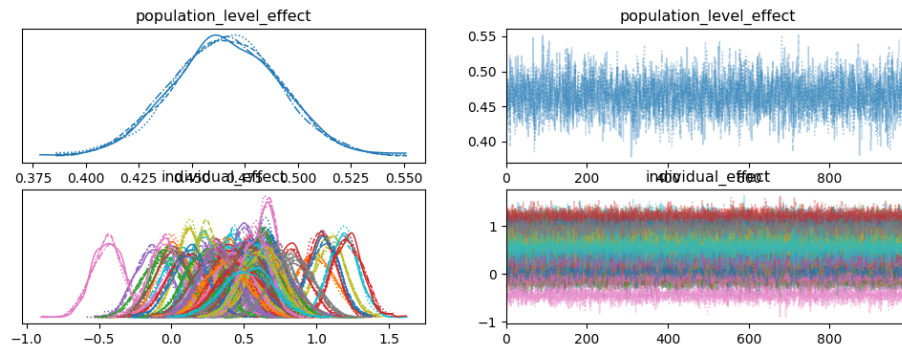 population_level_effect
0.375 0.400 0.425 0.450 0.475 0.500 0.525 0.550
population_level_effect
0.55
0.50
0.45
0.40
0 200 400 600 800
individual_effect
−1.0 −0.5 0.0 0.5 1.0 1.5
individual_effect
1
0
−1
0 200 400 600 800